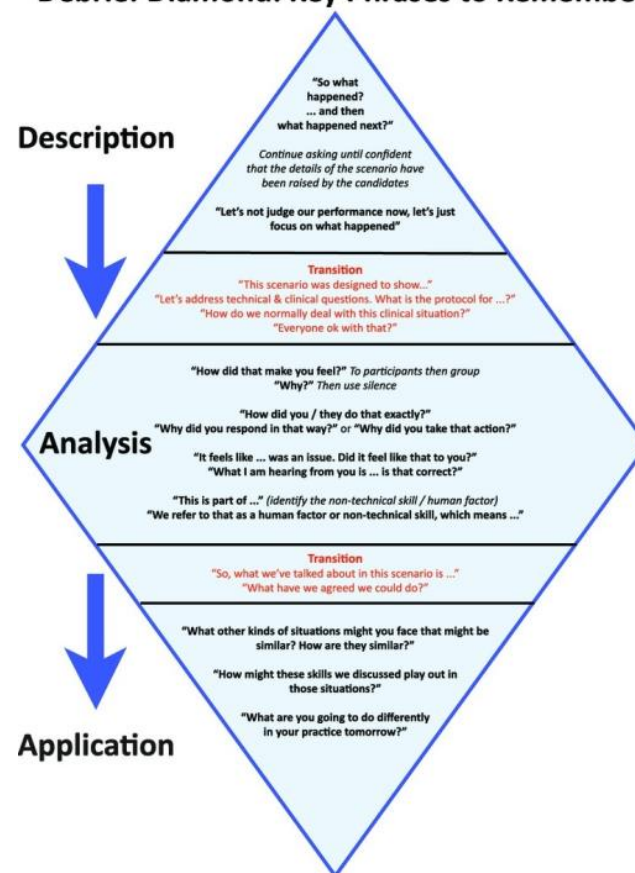 Debrief Diamond: Key Phrases to Remembe
"So what
happened?
... and then
what happened next?"
Description
Continue asking until confident
that the details of the scenario have
been raised by the candidates
"Let's not judge our performance now, let's just
focus on what happened"
Transition
"This scenario was designed to show..."
"Let's address technical & clinical questions. What is the protocol for ...?"
"How do we normally deal with this clinical situation?"
"Everyone ok with that?"
"How did that make you feel?" To participants then group
"Why?" Then use silence
"How did you / they do that exactly?"
"Why did you respond in that way?" or "Why did you take that action?"
Analysis
"It feels like ... was an issue. Did it feel like that to you?"
"What I am hearing from you is ... is that correct?"
"This is part of ..." (identify the non-technical skill / human factor)
"We refer to that as a human factor or non-technical skill, which means ..."
Transition
"So, what we've talked about in this scenario is ..."
"What have we agreed we could do?"
"What other kinds of situations might you face that might be
similar? How are they similar?"
"How might these skills we discussed play out in
those situations?"
"What are you going to do differently
in your practice tomorrow?"
Application